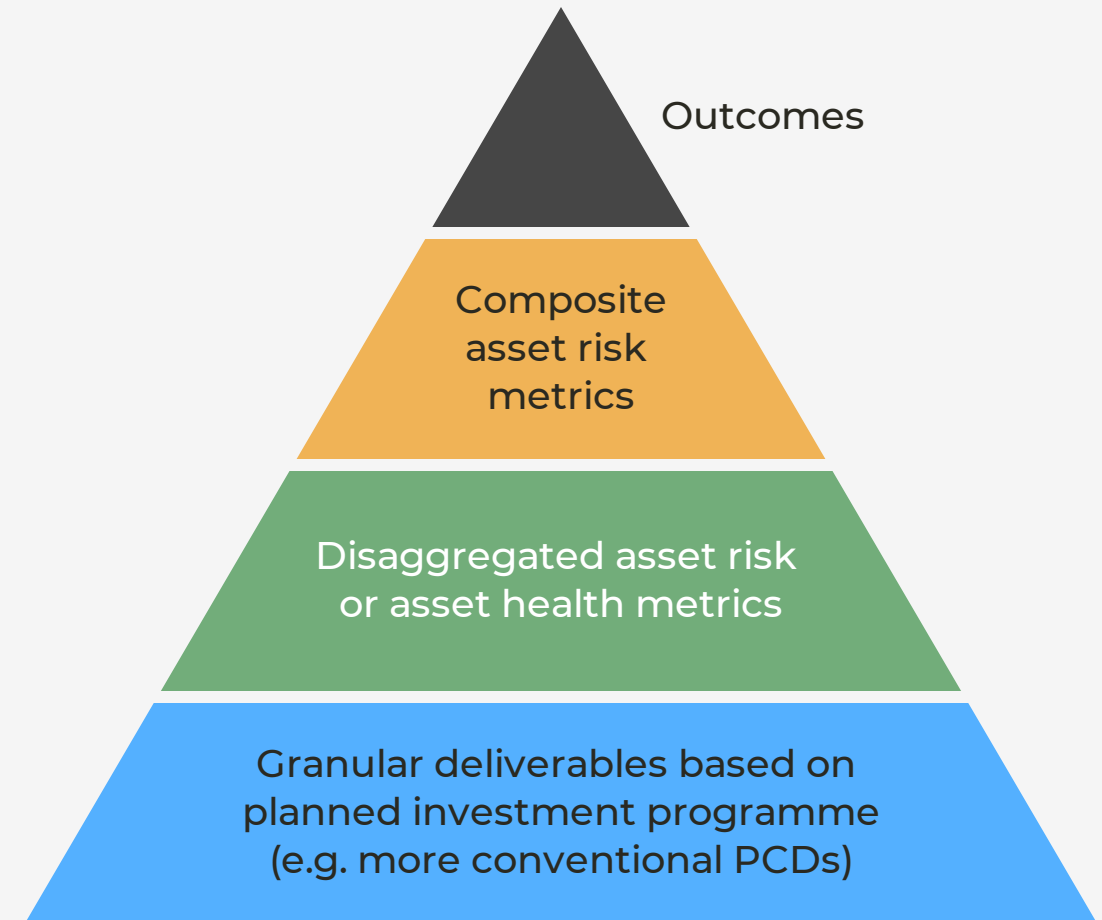 Outcomes
Composite
asset risk
metrics
Disaggregated asset risk
or asset health metrics
Granular deliverables based on
planned investment programme
(e.g. more conventional PCDs)